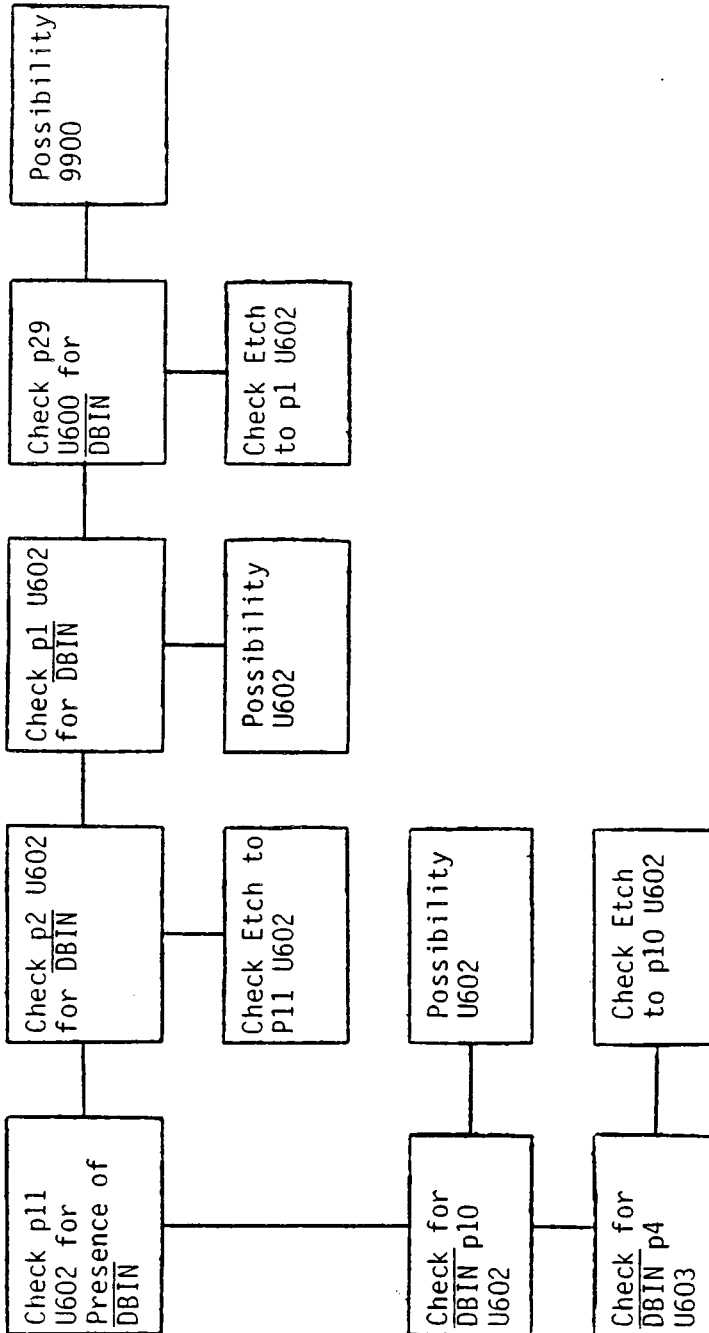 Check p11
U602 for
Presence of
DBIN
Check p2 U602
for DBIN
Check p1 U602
for DBIN
Check p29
U600 for
DBIN
Possibility
9900
Check Etch to
P11 U602
Possibility
U602
Check Etch
to p1 U602
Check for
DBIN p10
U602
Possibility
U602
Check for
DBIN p4
U603
Check Etch
to p10 U602